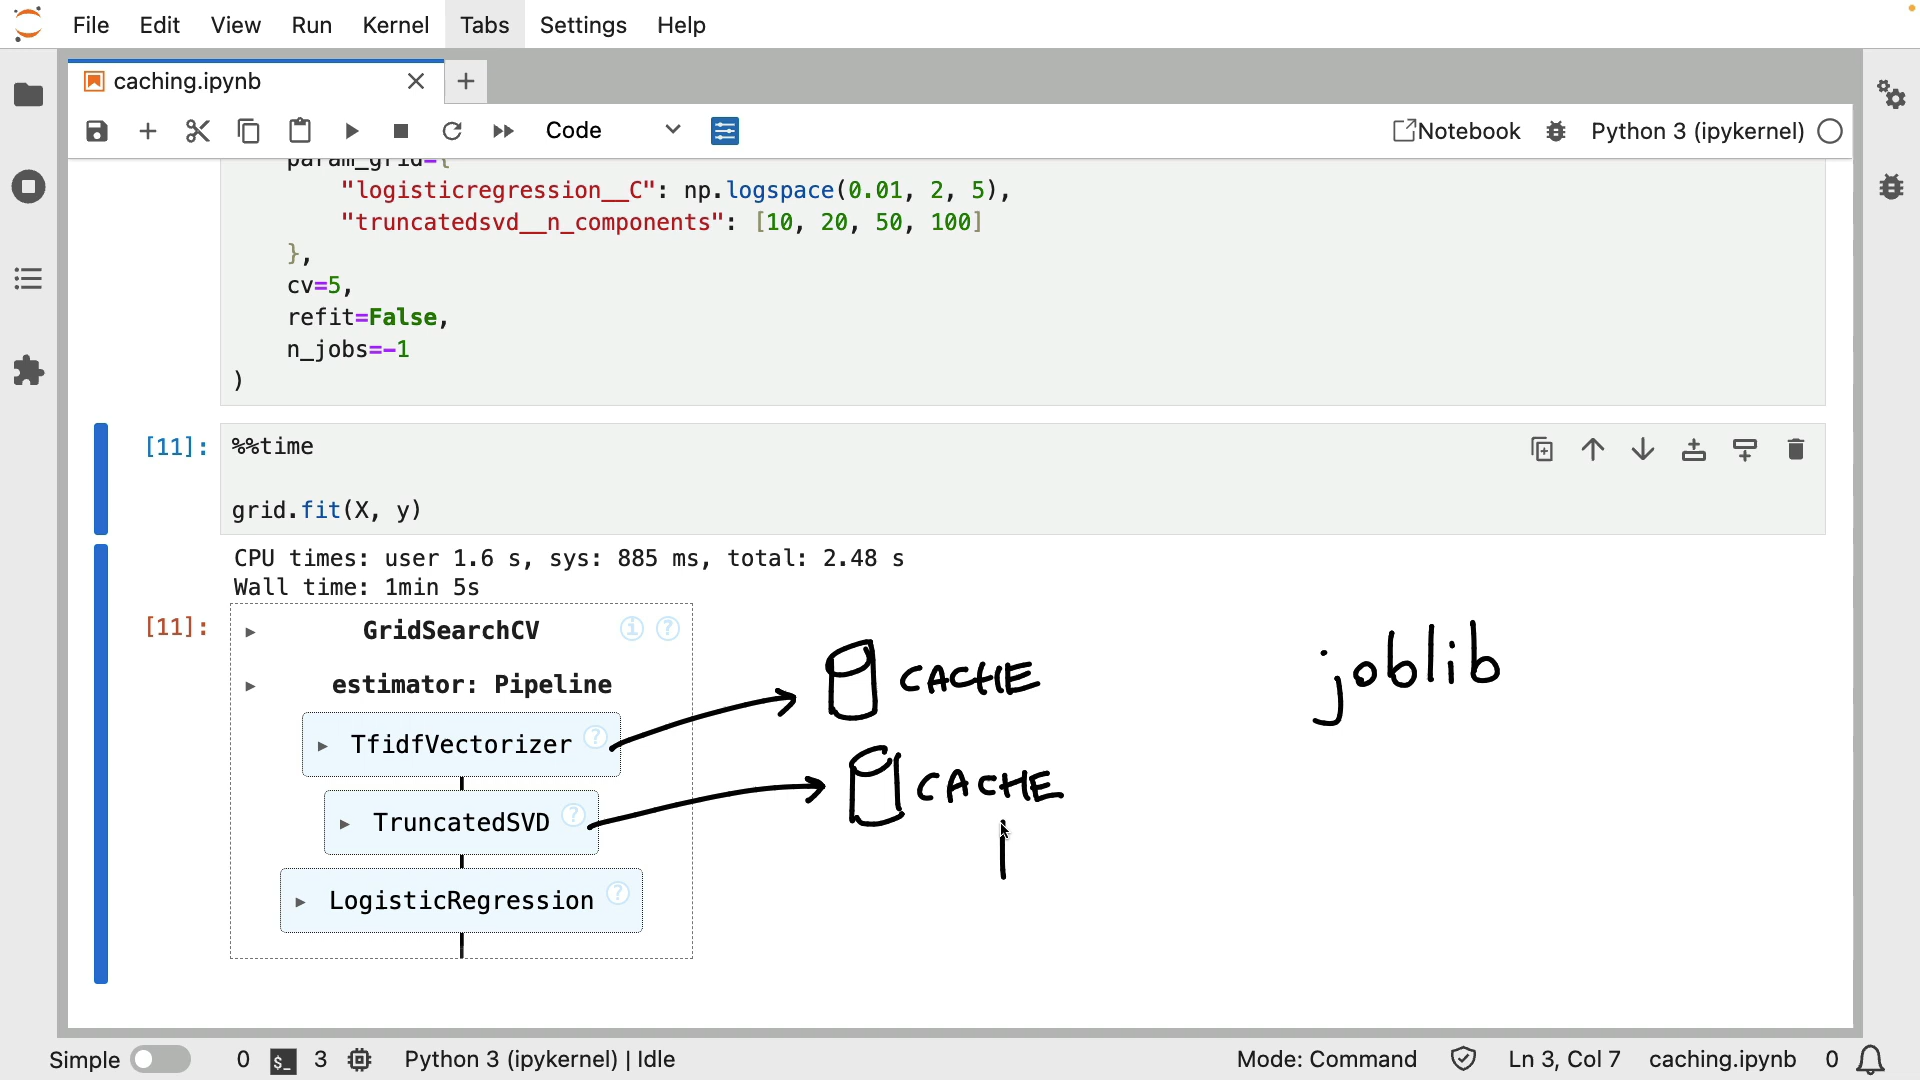 File Edit View Run Kernel Tabs Settings Help
caching.ipynb
Code
Notebook
Python 3 (ipykernel)
param_grid={
"logisticregression__C": np.logspace(0.01, 2, 5),
"truncatedsvd__n_components": [10, 20, 50, 100]
},
cv=5,
refit=False,
n_jobs=-1
)
[11]: %%time
grid.fit(X, y)
CPU times: user 1.6 s, sys: 885 ms, total: 2.48 s
Wall time: 1min 5s
[11]: GridSearchCV
estimator: Pipeline
TfidfVectorizer
TruncatedSVD
LogisticRegression
CACHE
CACHE
joblib
Simple 0 3 Python 3 (ipykernel) | Idle Mode: Command Ln 3, Col 7 caching.ipynb 0